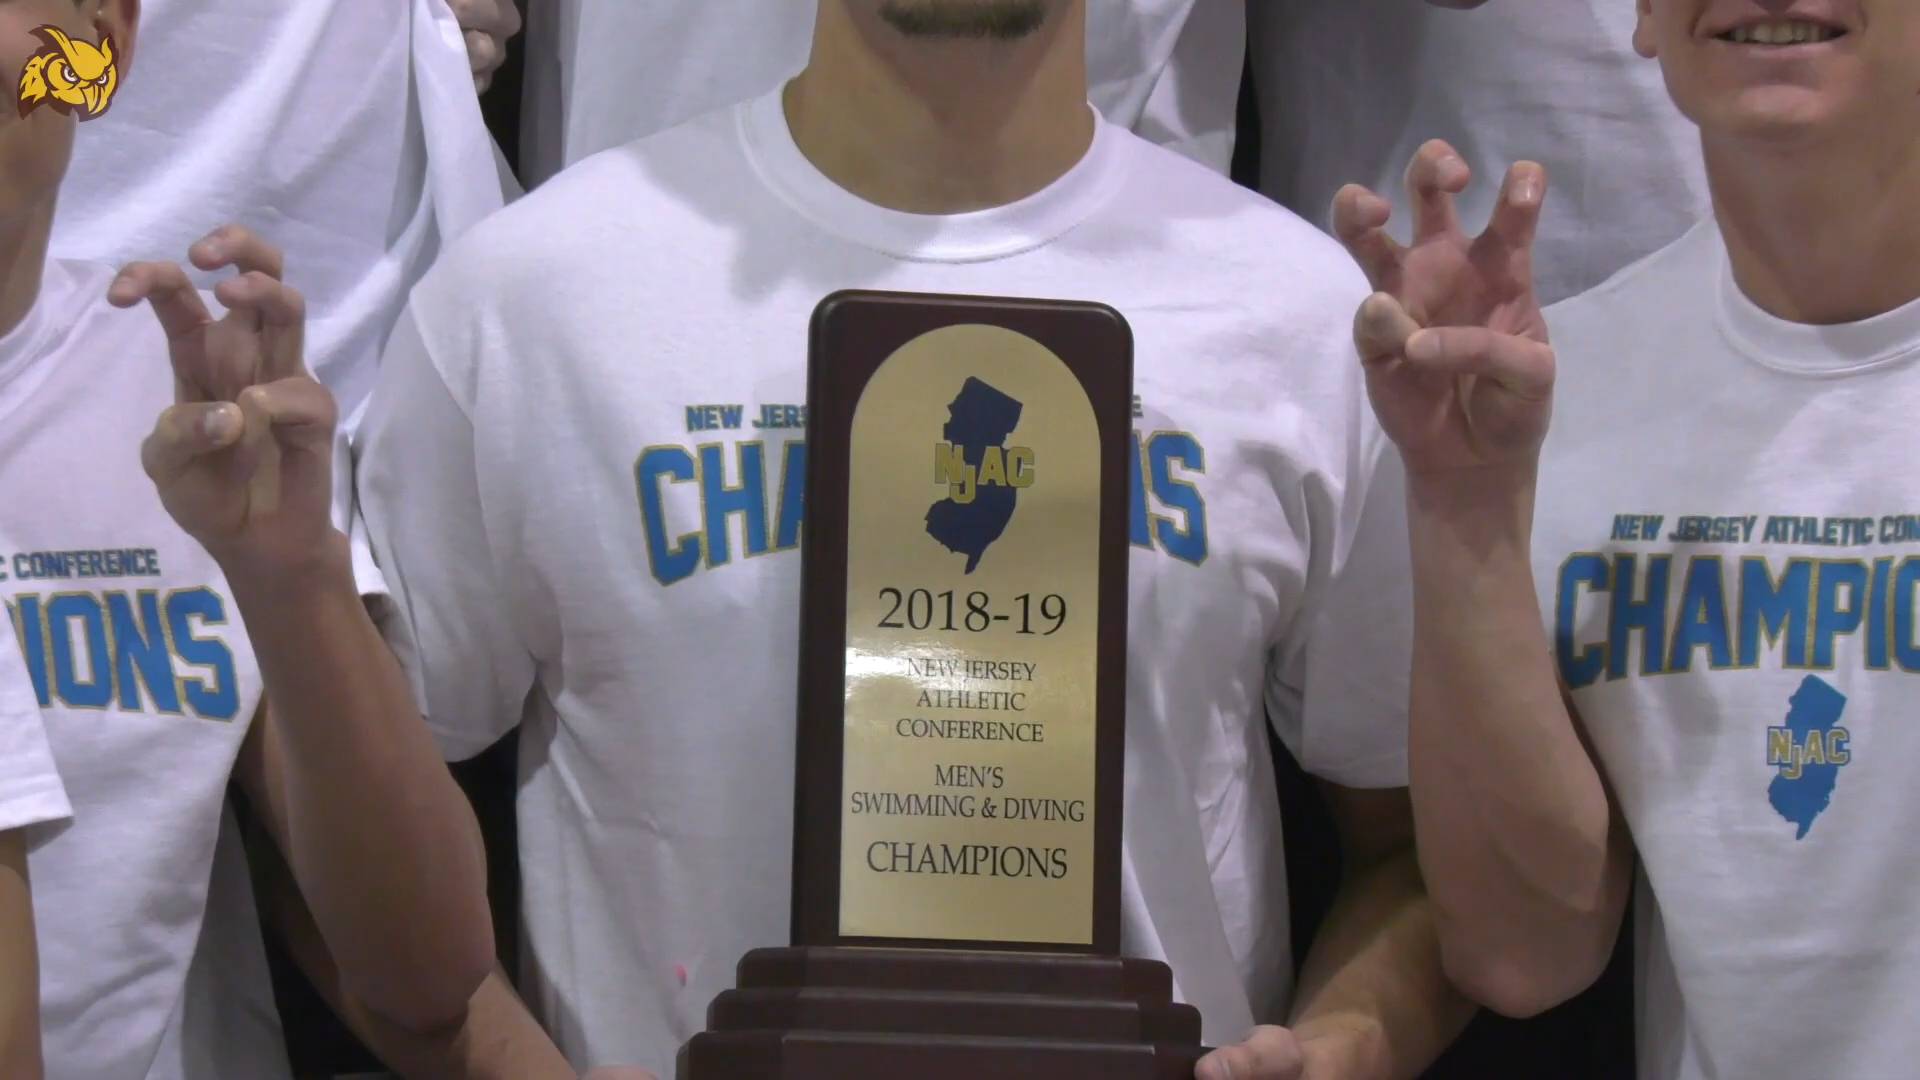 NEW JERS
CHA
IS
C CONFERENCE
IONS
NJAC
2018-19
NEW JERSEY
ATHLETIC
CONFERENCE
MEN'S
SWIMMING & DIVING
CHAMPIONS
NEW JERSEY ATHLETIC CON
CHAMPIO
NJAC